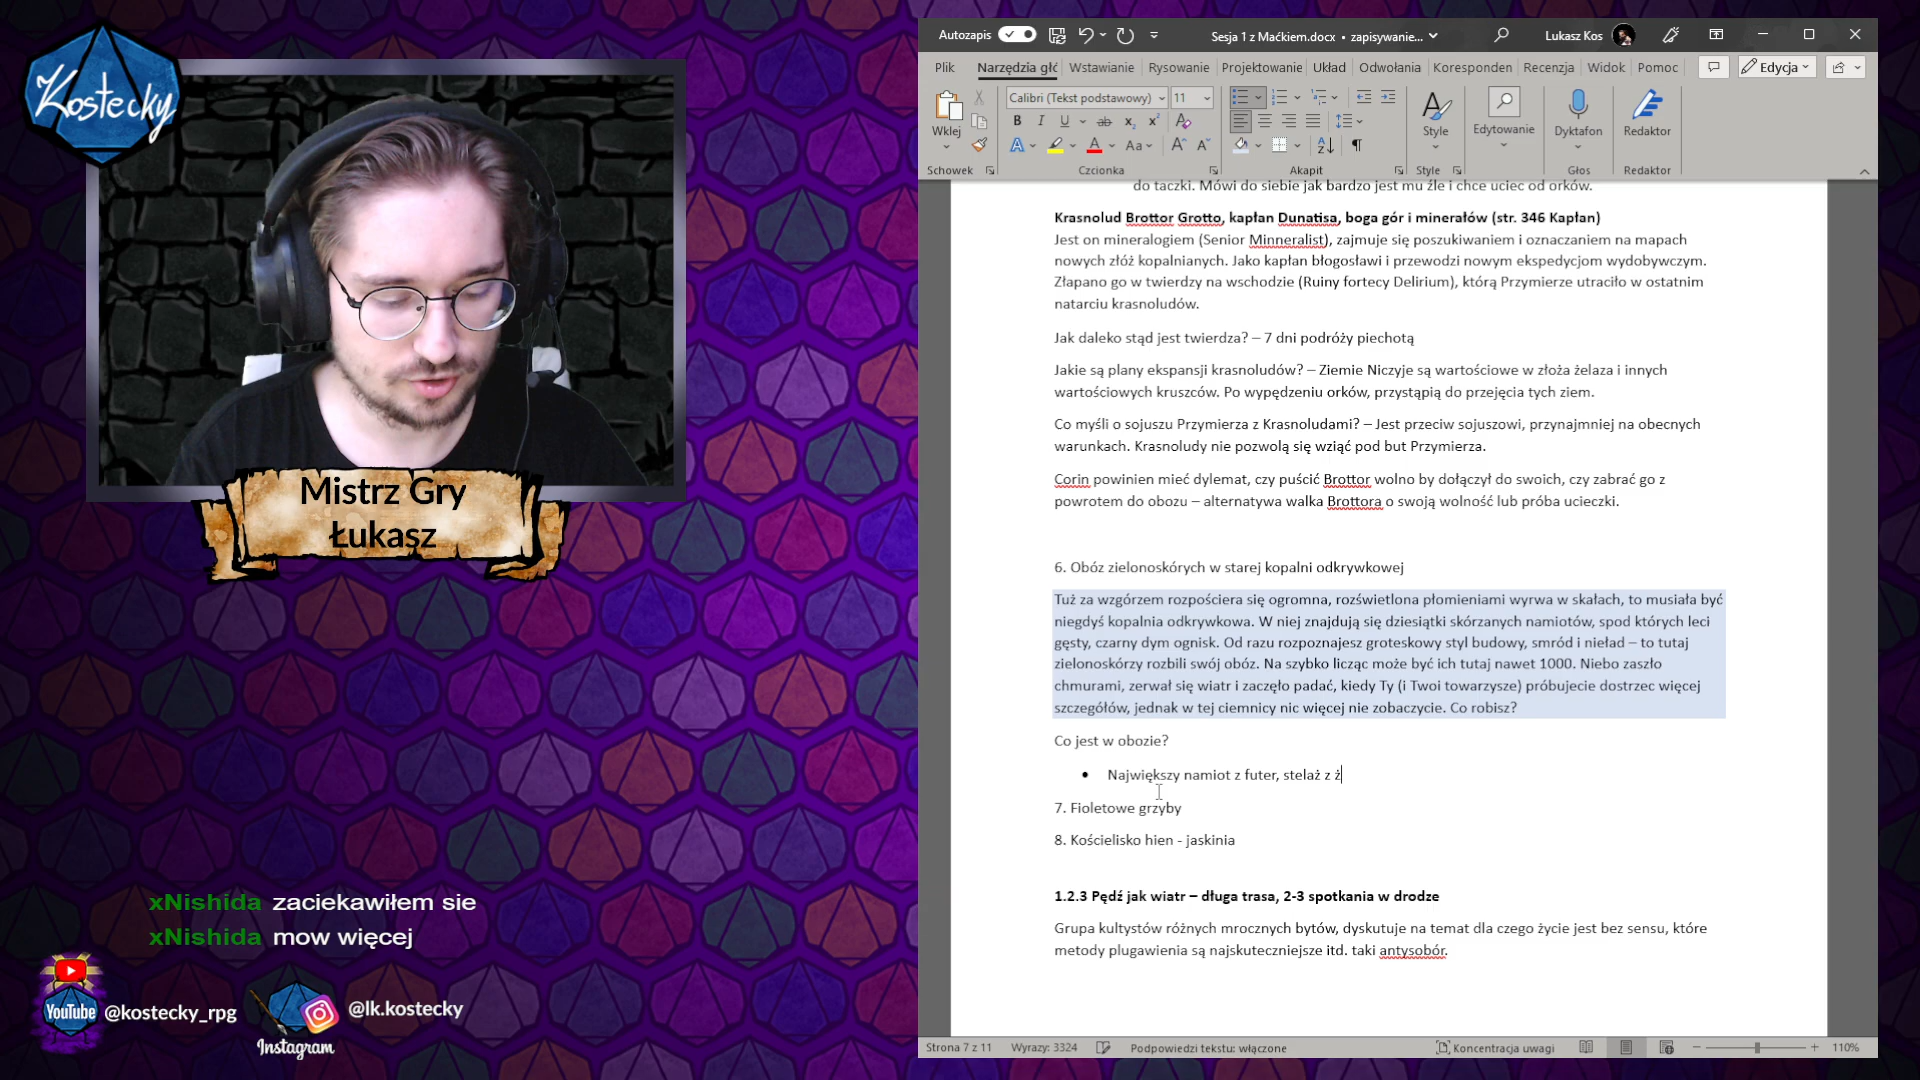 Kostecky
Mistrz Gry
Łukasz
xNishida zaciekawiłem sie
xNishida mow więcej
YouTube @kostecky_rpg
Instagram @lk.kostecky
Autozapis
Sesja 1 z Maćkiem.docx • zapisywanie...
Lukasz Kos
Plik Narzędzia głć Wstawianie Rysowanie Projektowanie Układ Odwołania Koresponden Recenzja Widok Pomoc Edycja
Calibri (Tekst podstawowy) 11
Wklej Style Edytowanie Dyktafon Redaktor
Schowek Czcionka Akapit Style Głos Redaktor
do taczki. Mówi do siebie jak bardzo jest mu źle i chce uciec od orków.
Krasnolud Brottor Grotto, kapłan Dunatisa, boga gór i minerałów (str. 346 Kapłan)
Jest on mineralogiem (Senior Minneralist), zajmuje się poszukiwaniem i oznaczaniem na mapach
nowych złóż kopalnianych. Jako kapłan błogosławi i przewodzi nowym ekspedycjom wydobywczym.
Złapano go w twierdzy na wschodzie (Ruiny fortecy Delirium), którą Przymierze utraciło w ostatnim
natarciu krasnoludów.
Jak daleko stąd jest twierdza? – 7 dni podróży piechotą
Jakie są plany ekspansji krasnoludów? – Ziemie Niczyje są wartościowe w złoża żelaza i innych
wartościowych kruszców. Po wypędzeniu orków, przystąpią do przejęcia tych ziem.
Co myśli o sojuszu Przymierza z Krasnoludami? – Jest przeciw sojuszowi, przynajmniej na obecnych
warunkach. Krasnoludy nie pozwolą się wziąć pod but Przymierza.
Corin powinien mieć dylemat, czy puścić Brottor wolno by dołączył do swoich, czy zabrać go z
powrotem do obozu – alternatywa walka Brottora o swoją wolność lub próba ucieczki.
6. Obóz zielonoskórych w starej kopalni odkrywkowej
Tuż za wzgórzem rozpościera się ogromna, rozświetlona płomieniami wyrwa w skałach, to musiała być
niegdyś kopalnia odkrywkowa. W niej znajdują się dziesiątki skórzanych namiotów, spod których leci
gęsty, czarny dym ognisk. Od razu rozpoznajesz groteskowy styl budowy, smród i nieład – to tutaj
zielonoskórzy rozbili swój obóz. Na szybko licząc może być ich tutaj nawet 1000. Niebo zaszło
chmurami, zerwał się wiatr i zaczęło padać, kiedy Ty (i Twoi towarzysze) próbujecie dostrzec więcej
szczegółów, jednak w tej ciemnicy nic więcej nie zobaczycie. Co robisz?
Co jest w obozie?
• Największy namiot z futer, stelaż z ż
7. Fioletowe grzyby
8. Kościelisko hien - jaskinia
1.2.3 Pędź jak wiatr – długa trasa, 2-3 spotkania w drodze
Grupa kultystów różnych mrocznych bytów, dyskutuje na temat dla czego życie jest bez sensu, które
metody plugawienia są najskuteczniejsze itd. taki antysobór.
Strona 7 z 11 Wyrazy: 3324 Podpowiedzi tekstu: włączone Koncentracja uwagi 110%